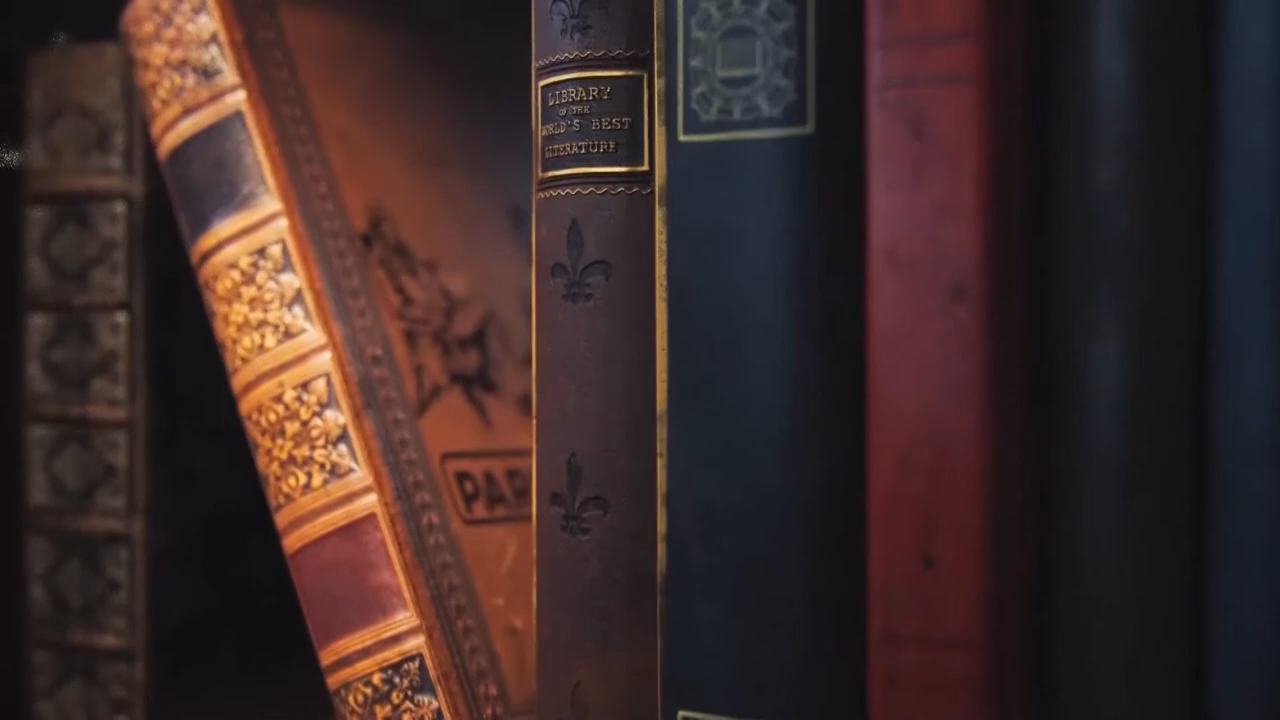 LIBRARY
OF THE
WORLD'S BEST
LITERATURE
PAR